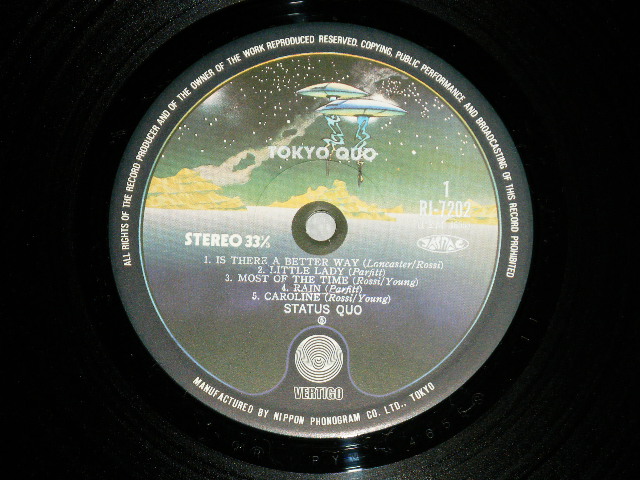 ALL RIGHTS OF THE RECORD PRODUCER AND OF THE OWNER OF THE WORK REPRODUCED RESERVED. COPYING, PUBLIC PERFORMANCE AND BROADCASTING OF THIS RECORD PROHIBITED
TOKYO QUO
1
RJ-7202
STEREO 33⅓
JASRAC
1. IS THERE A BETTER WAY (Lancaster/Rossi)
2. LITTLE LADY (Parfitt)
3. MOST OF THE TIME (Rossi/Young)
4. RAIN (Parfitt)
5. CAROLINE (Rossi/Young)
STATUS QUO
VERTIGO
MANUFACTURED BY NIPPON PHONOGRAM CO. LTD., TOKYO